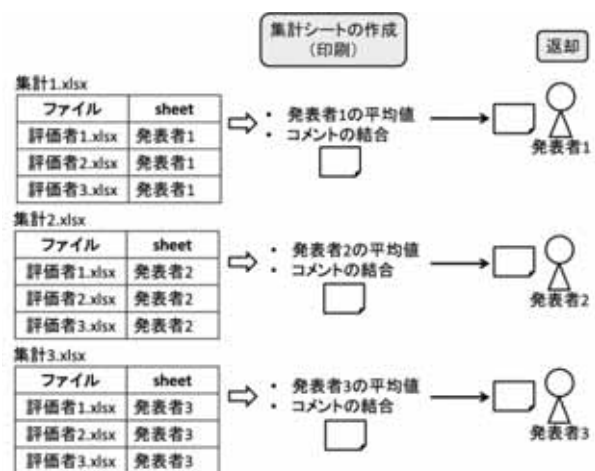 集計シートの作成
（印刷）
返却
集計1.xlsx
ファイル sheet
評価者1.xlsx 発表者1
評価者2.xlsx 発表者1
評価者3.xlsx 発表者1
・ 発表者1の平均値
・ コメントの結合
発表者1
集計2.xlsx
ファイル sheet
評価者1.xlsx 発表者2
評価者2.xlsx 発表者2
評価者3.xlsx 発表者2
・ 発表者2の平均値
・ コメントの結合
発表者2
集計3.xlsx
ファイル sheet
評価者1.xlsx 発表者3
評価者2.xlsx 発表者3
評価者3.xlsx 発表者3
・ 発表者3の平均値
・ コメントの結合
発表者3